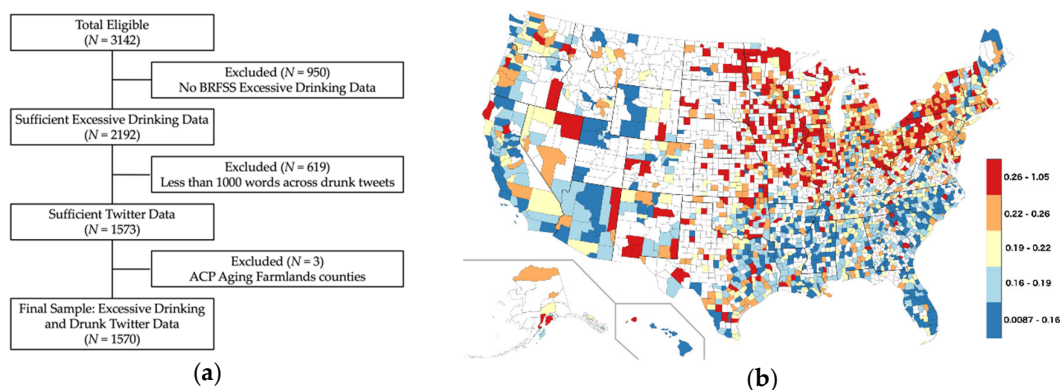 Total Eligible
(N = 3142)
Excluded (N = 950)
No BRFSS Excessive Drinking Data
Sufficient Excessive Drinking Data
(N = 2192)
Excluded (N = 619)
Less than 1000 words across drunk tweets
Sufficient Twitter Data
(N = 1573)
Excluded (N = 3)
ACP Aging Farmlands counties
Final Sample: Excessive Drinking
and Drunk Twitter Data
(N = 1570)
(a)
0.26 - 1.05
0.22 - 0.26
0.19 - 0.22
0.16 - 0.19
0.0087 - 0.16
(b)